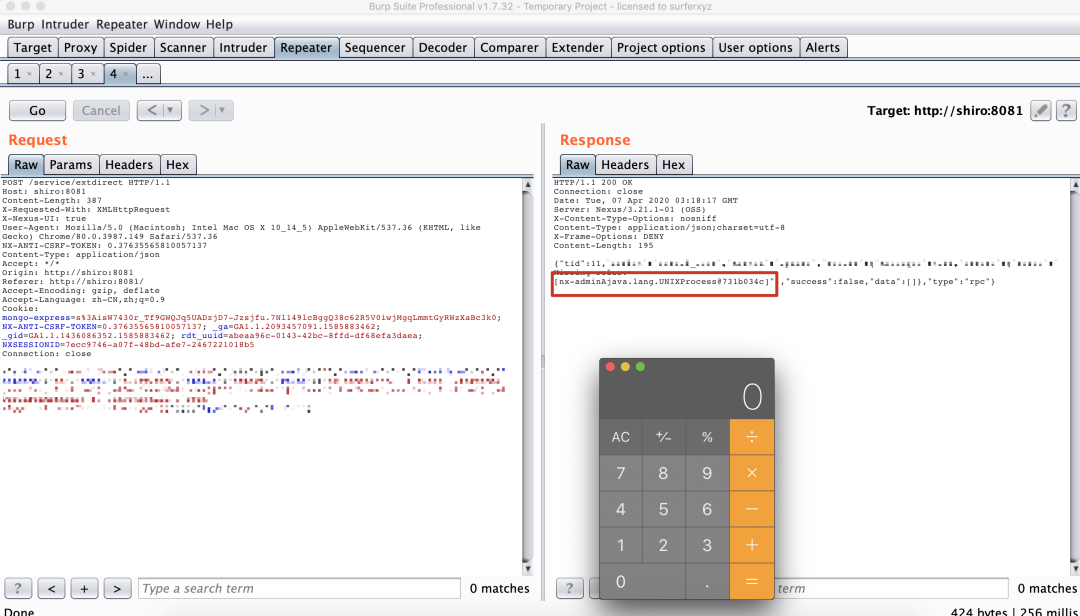 Burp Suite Professional v1.7.32 - Temporary Project - licensed to surferxyz
Burp Intruder Repeater Window Help
Target Proxy Spider Scanner Intruder Repeater Sequencer Decoder Comparer Extender Project options User options Alerts
1 × 2 × 3 × 4 × ...
Go Cancel < ▼ > ▼ Target: http://shiro:8081 ?
Request
Raw Params Headers Hex
POST /service/extdirect HTTP/1.1
Host: shiro:8081
Content-Length: 387
X-Requested-With: XMLHttpRequest
X-Nexus-UI: true
User-Agent: Mozilla/5.0 (Macintosh; Intel Mac OS X 10_14_5) AppleWebKit/537.36 (KHTML, like
Gecko) Chrome/80.0.3987.149 Safari/537.36
NX-ANTI-CSRF-TOKEN: 0.37635565810057137
Content-Type: application/json
Accept: */*
Origin: http://shiro:8081
Referer: http://shiro:8081/
Accept-Encoding: gzip, deflate
Accept-Language: zh-CN,zh;q=0.9
Cookie:
mongo-express=s%3AisW7430r_Tf9GWQJq5UADzjD7-Jzsjfu.7N1149lcBggQ38c62R5V0iwjMgqLmmtGyRWzXaBc3k0;
NX-ANTI-CSRF-TOKEN=0.37635565810057137; _ga=GA1.1.2093457091.1585883462;
_gid=GA1.1.1436086352.1585883462; rdt_uuid=abeaa96c-0143-42bc-8ffd-df68efa3daea;
NXSESSIONID=7ecc9746-a07f-48bd-afe7-2467221018b5
Connection: close
? < + > Type a search term 0 matches
Done
Response
Raw Headers Hex
HTTP/1.1 200 OK
Connection: close
Date: Tue, 07 Apr 2020 03:18:17 GMT
Server: Nexus/3.21.1-01 (OSS)
X-Content-Type-Options: nosniff
Content-Type: application/json;charset=utf-8
X-Frame-Options: DENY
Content-Length: 195
{"tid":11,
[nx-adminAjava.lang.UNIXProcess@731b034c]","success":false,"data":[]},"type":"rpc"}
0
AC +/- % ÷
7 8 9 ×
4 5 6 −
1 2 3 +
0 . =
? term 0 matches
424 bytes | 256 millis